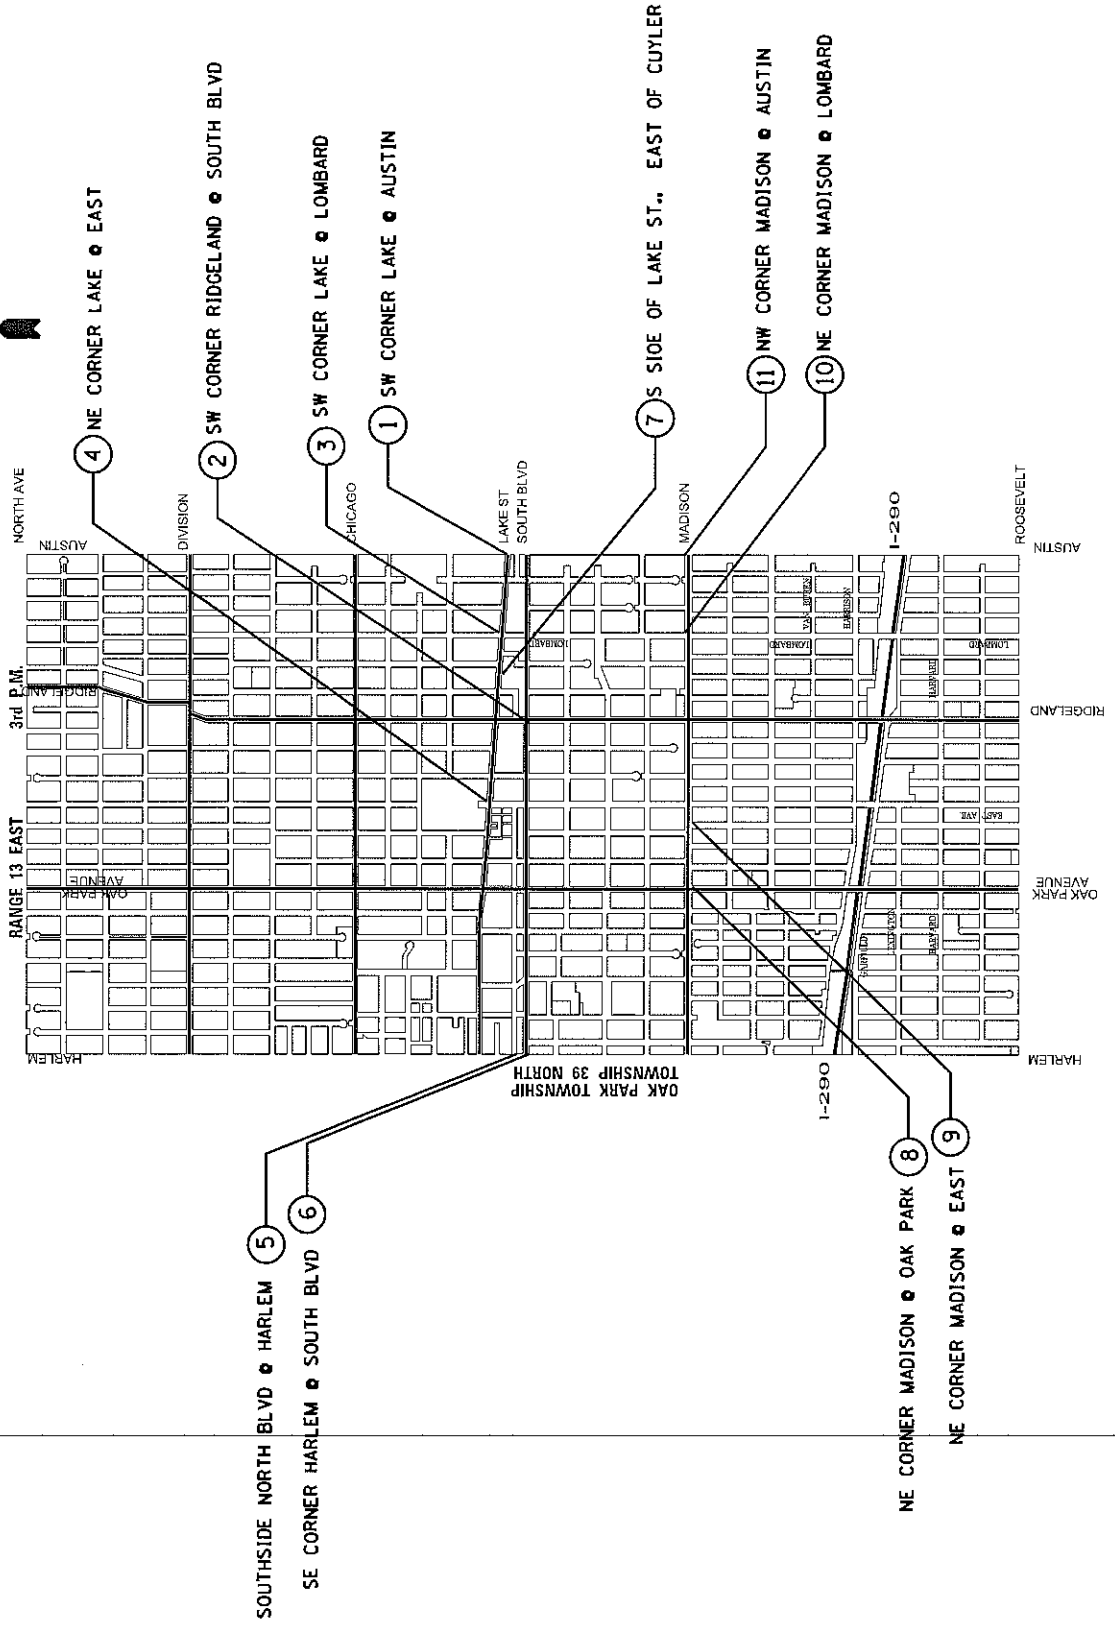 4 NE CORNER LAKE @ EAST
2 SW CORNER RIDGELAND @ SOUTH BLVD
3 SW CORNER LAKE @ LOMBARD
1 SW CORNER LAKE @ AUSTIN
7 S SIDE OF LAKE ST., EAST OF CUYLER
11 NW CORNER MADISON @ AUSTIN
10 NE CORNER MADISON @ LOMBARD
NORTH AVE
DIVISION
CHICAGO
LAKE ST
SOUTH BLVD
MADISON
I-290
ROOSEVELT
AUSTIN
AUSTIN
3rd P.M.
RIDGELAND
RIDGELAND
RANGE 13 EAST
OAK PARK
AVENUE
OAK PARK
AVENUE
HARLEM
HARLEM
LOMBARD
LOMBARD
LOMBARD
VAN BUREN
HARRISON
HARVARD
EAST AVE
GARFIELD
LEXINGTON
HARVARD
OAK PARK TOWNSHIP
TOWNSHIP 39 NORTH
I-290
SOUTHSIDE NORTH BLVD @ HARLEM 5
SE CORNER HARLEM @ SOUTH BLVD 6
NE CORNER MADISON @ OAK PARK 8
NE CORNER MADISON @ EAST 9